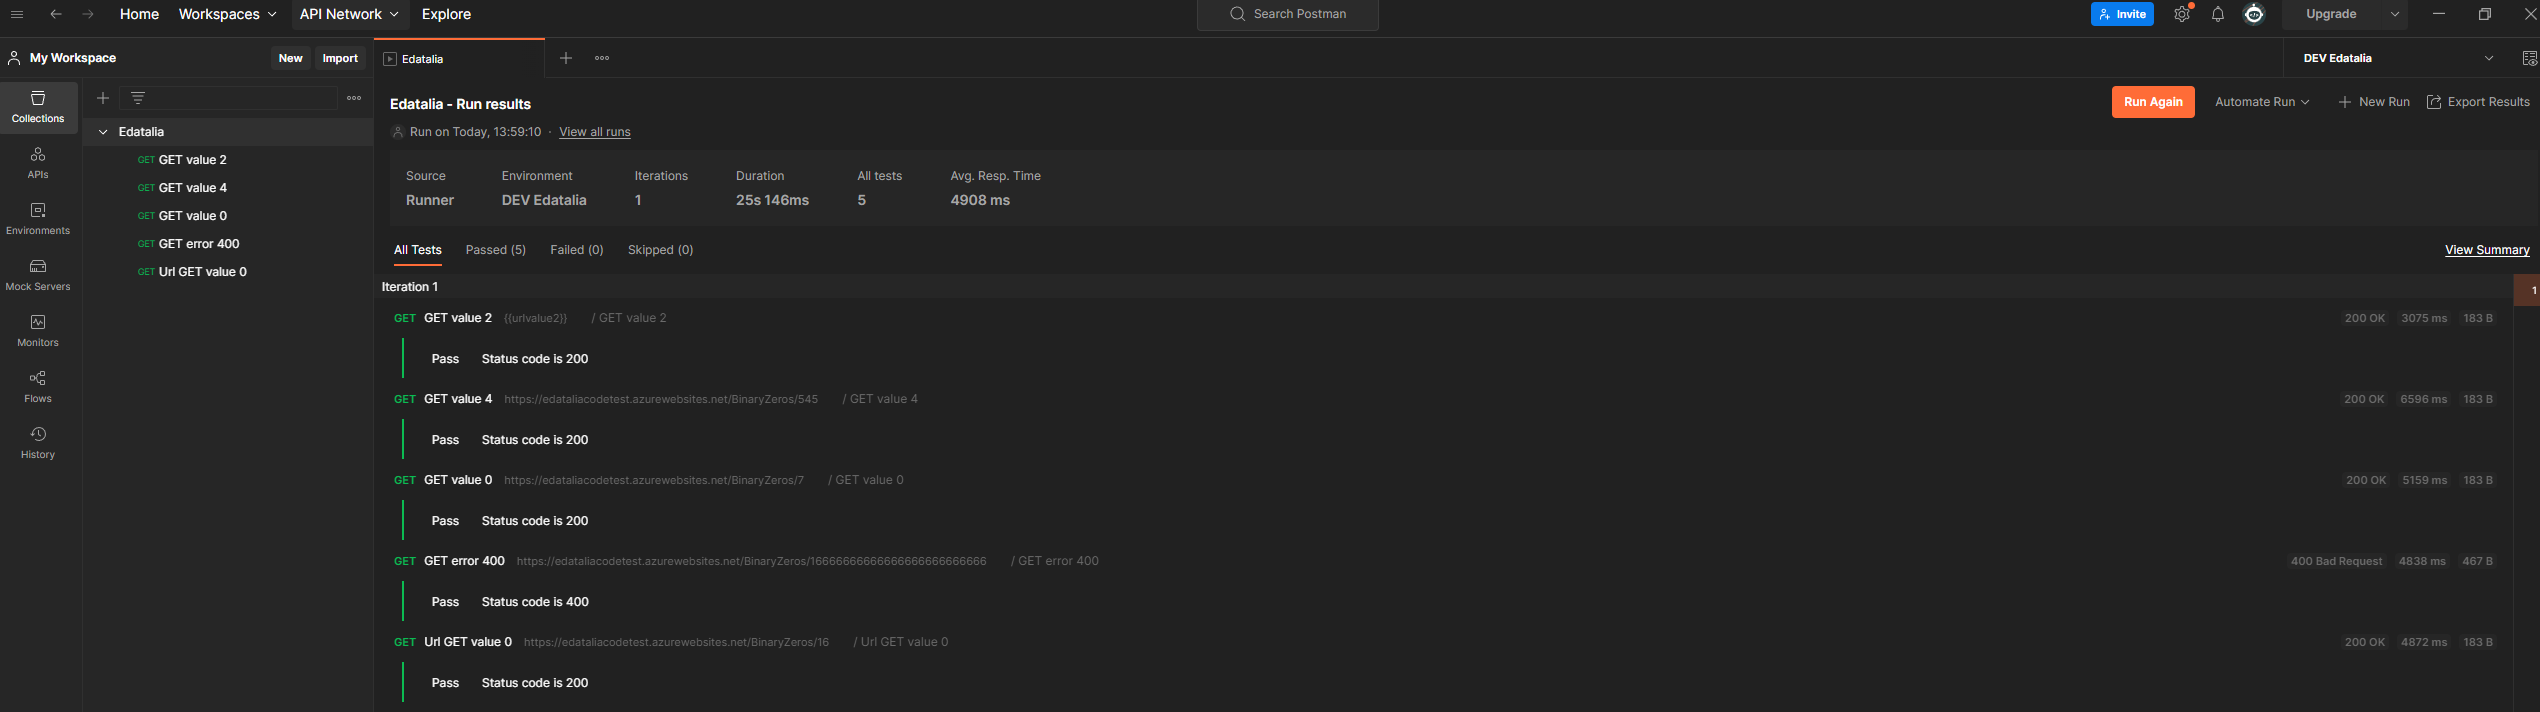 Home Workspaces API Network Explore Search Postman Invite Upgrade
My Workspace New Import Edatalia DEV Edatalia
Collections
APIs
Environments
Mock Servers
Monitors
Flows
History
Edatalia
GET GET value 2
GET GET value 4
GET GET value 0
GET GET error 400
GET Url GET value 0
Edatalia - Run results Run Again Automate Run New Run Export Results
Run on Today, 13:59:10 · View all runs
Source Environment Iterations Duration All tests Avg. Resp. Time
Runner DEV Edatalia 1 25s 146ms 5 4908 ms
All Tests Passed (5) Failed (0) Skipped (0) View Summary
Iteration 1 1
GET GET value 2 {{urlvalue2}} / GET value 2 200 OK 3075 ms 183 B
Pass Status code is 200
GET GET value 4 https://edataliacodetest.azurewebsites.net/BinaryZeros/545 / GET value 4 200 OK 6596 ms 183 B
Pass Status code is 200
GET GET value 0 https://edataliacodetest.azurewebsites.net/BinaryZeros/7 / GET value 0 200 OK 5159 ms 183 B
Pass Status code is 200
GET GET error 400 https://edataliacodetest.azurewebsites.net/BinaryZeros/16666666666666666666666666 / GET error 400 400 Bad Request 4838 ms 467 B
Pass Status code is 400
GET Url GET value 0 https://edataliacodetest.azurewebsites.net/BinaryZeros/16 / Url GET value 0 200 OK 4872 ms 183 B
Pass Status code is 200